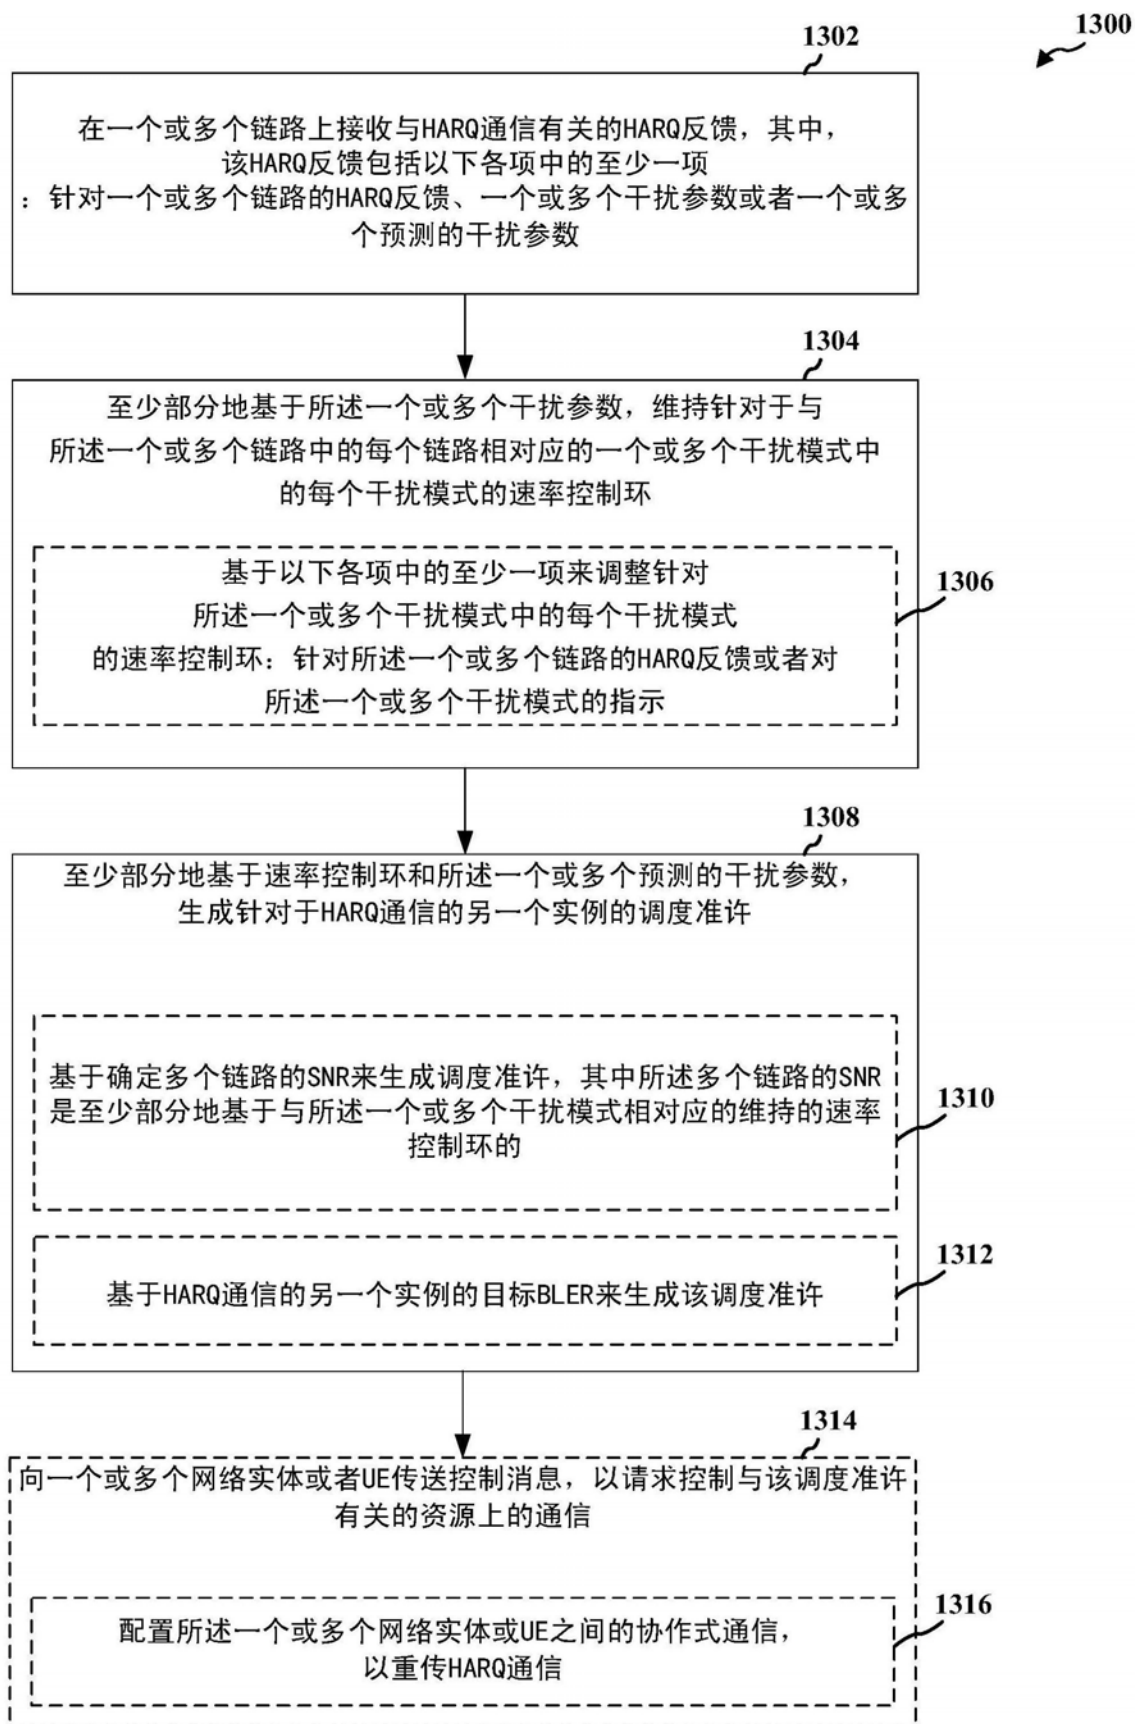 1300
1302
在一个或多个链路上接收与HARQ通信有关的HARQ反馈，其中，
该HARQ反馈包括以下各项中的至少一项
：针对一个或多个链路的HARQ反馈、一个或多个干扰参数或者一个或多
个预测的干扰参数
1304
至少部分地基于所述一个或多个干扰参数，维持针对于与
所述一个或多个链路中的每个链路相对应的一个或多个干扰模式中
的每个干扰模式的速率控制环
1306
基于以下各项中的至少一项来调整针对
所述一个或多个干扰模式中的每个干扰模式
的速率控制环：针对所述一个或多个链路的HARQ反馈或者对
所述一个或多个干扰模式的指示
1308
至少部分地基于速率控制环和所述一个或多个预测的干扰参数，
生成针对于HARQ通信的另一个实例的调度准许
1310
基于确定多个链路的SNR来生成调度准许，其中所述多个链路的SNR
是至少部分地基于与所述一个或多个干扰模式相对应的维持的速率
控制环的
1312
基于HARQ通信的另一个实例的目标BLER来生成该调度准许
1314
向一个或多个网络实体或者UE传送控制消息，以请求控制与该调度准许
有关的资源上的通信
1316
配置所述一个或多个网络实体或UE之间的协作式通信，
以重传HARQ通信